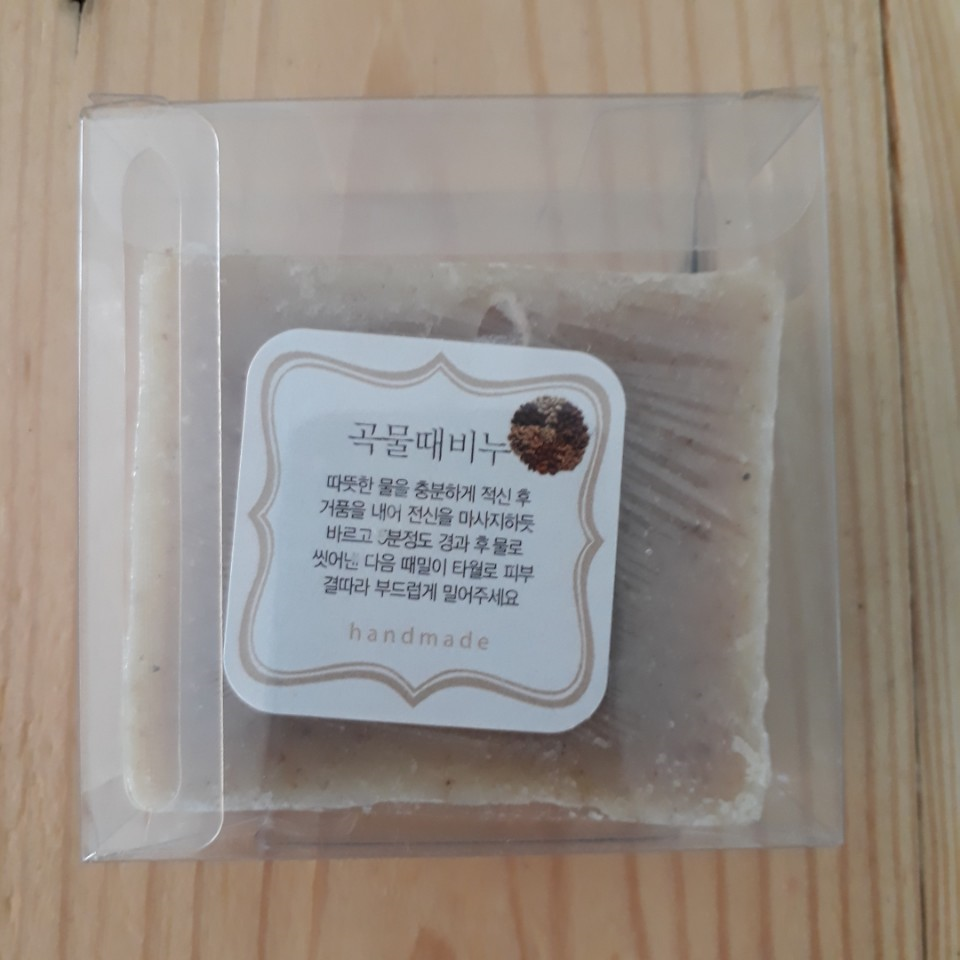 곡물때비누
따뜻한 물을 충분하게 적신 후
거품을 내어 전신을 마사지하듯
바르고 5분정도 경과 후 물로
씻어낸 다음 때밀이 타월로 피부
결따라 부드럽게 밀어주세요
handmade